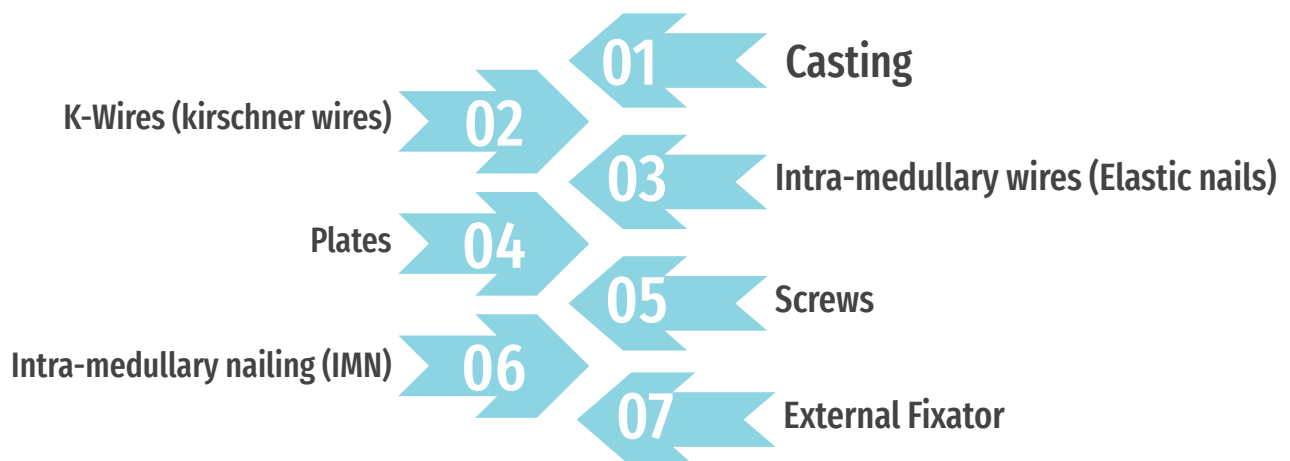 01
Casting
K-Wires (kirschner wires)
02
03
Intra-medullary wires (Elastic nails)
Plates
04
05
Screws
Intra-medullary nailing (IMN)
06
07
External Fixator